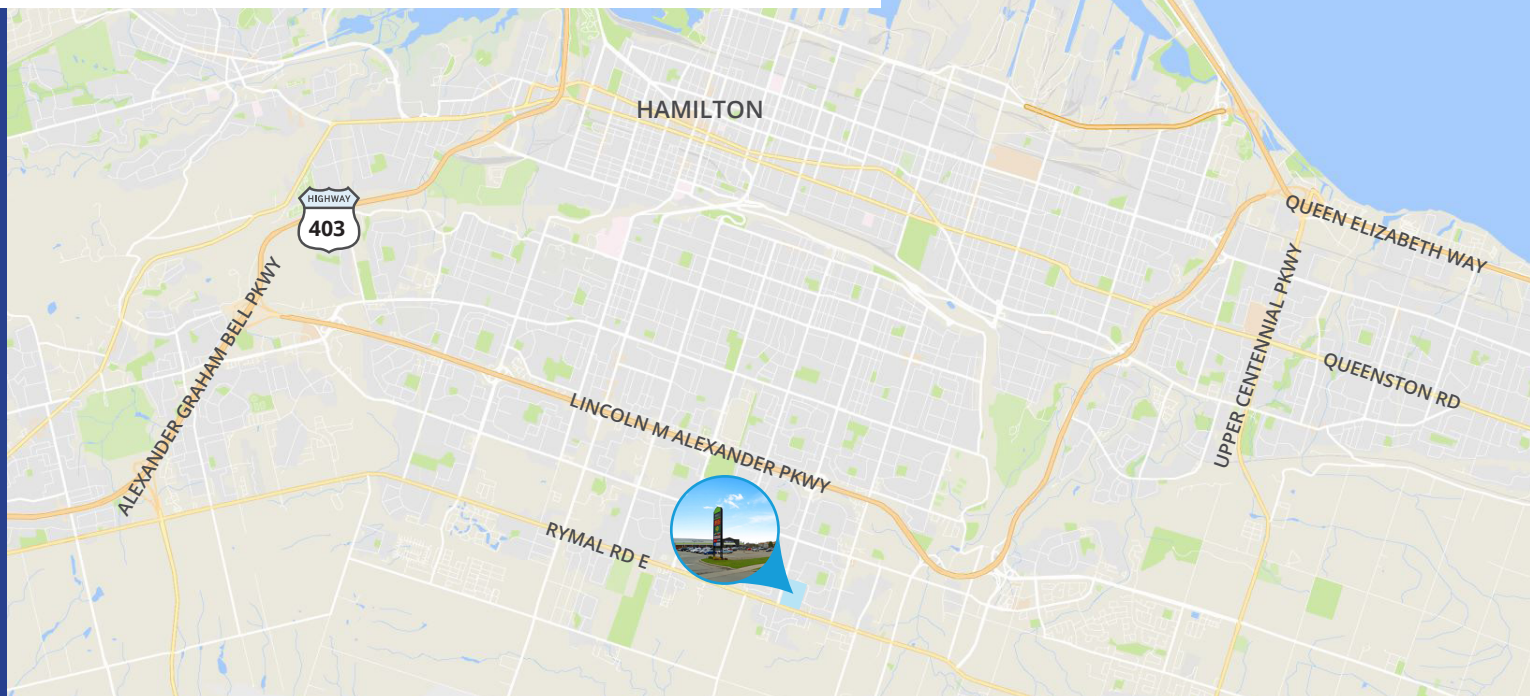 HAMILTON
HIGHWAY
403
QUEEN ELIZABETH WAY
ALEXANDER GRAHAM BELL PKWY
UPPER CENTENNIAL PKWY
QUEENSTON RD
LINCOLN M ALEXANDER PKWY
RYMAL RD E